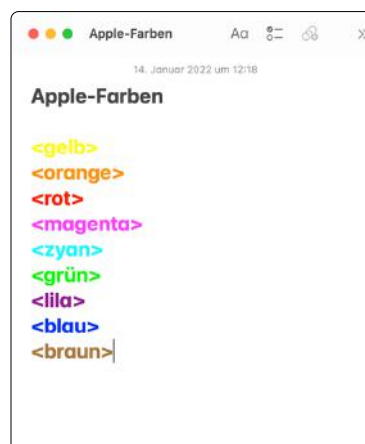 Apple-Farben Aa
14. Januar 2022 um 12:18
Apple-Farben
<gelb>
<orange>
<rot>
<magenta>
<zyan>
<grün>
<lila>
<blau>
<braun>